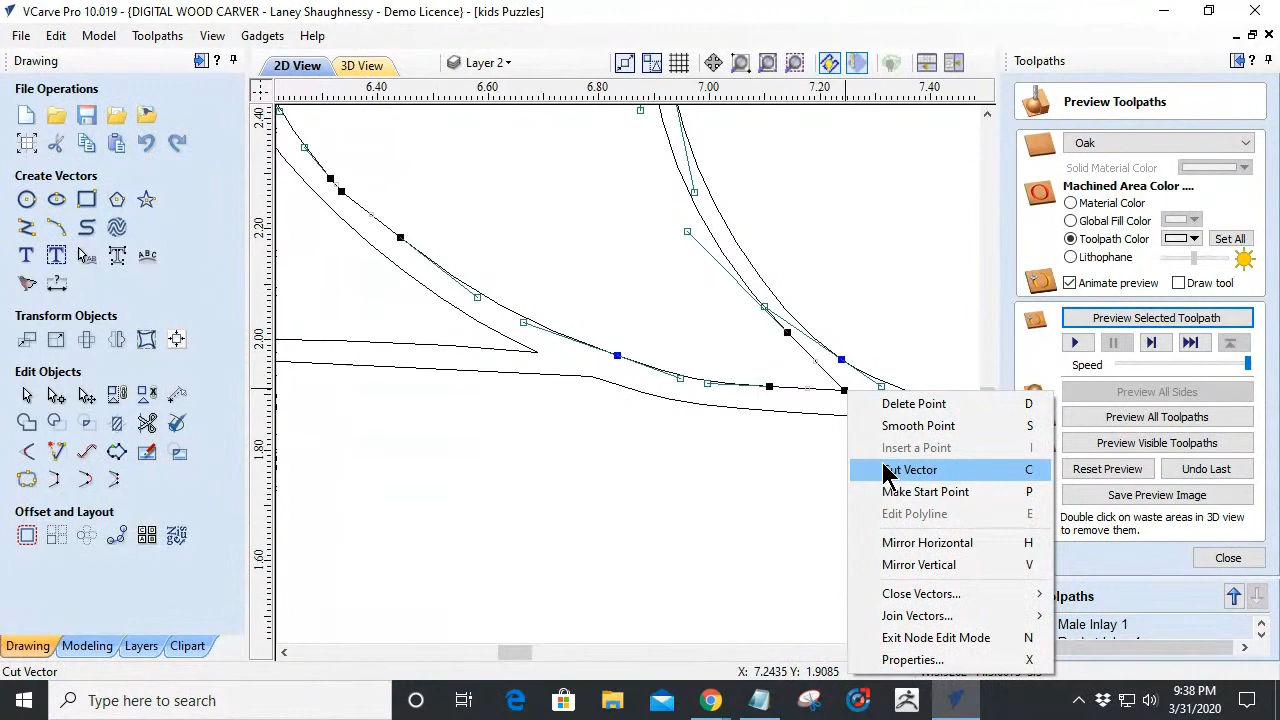 VCarve Pro 10.019 - {DIGITAL WOOD CARVER - Laney Shaughnessy - Demo Licence} - [kids Puzzles]
File Edit Model Toolpaths View Gadgets Help
Drawing
2D View 3D View Layer 2
Toolpaths
File Operations
6.40 6.60 6.80 7.00 7.20 7.40
2.40
2.20
2.00
1.80
1.60
Create Vectors
Transform Objects
Edit Objects
Offset and Layout
Drawing Modeling Layers Clipart
Delete Point D
Smooth Point S
Insert a Point I
Cut Vector C
Make Start Point P
Edit Polyline E
Mirror Horizontal H
Mirror Vertical V
Close Vectors...
Join Vectors...
Exit Node Edit Mode N
Properties... X
Preview Toolpaths
Oak
Solid Material Color
Machined Area Color ....
Material Color
Global Fill Color
Toolpath Color Set All
Lithophane
Animate preview Draw tool
Preview Selected Toolpath
Speed
Preview All Sides
Preview All Toolpaths
Preview Visible Toolpaths
Reset Preview Undo Last
Save Preview Image
Double click on waste areas in 3D view
to remove them.
Close
Male Inlay 1
Cut Vector
X: 7.2435 Y: 1.9085
Type here to search
9:38 PM
3/31/2020